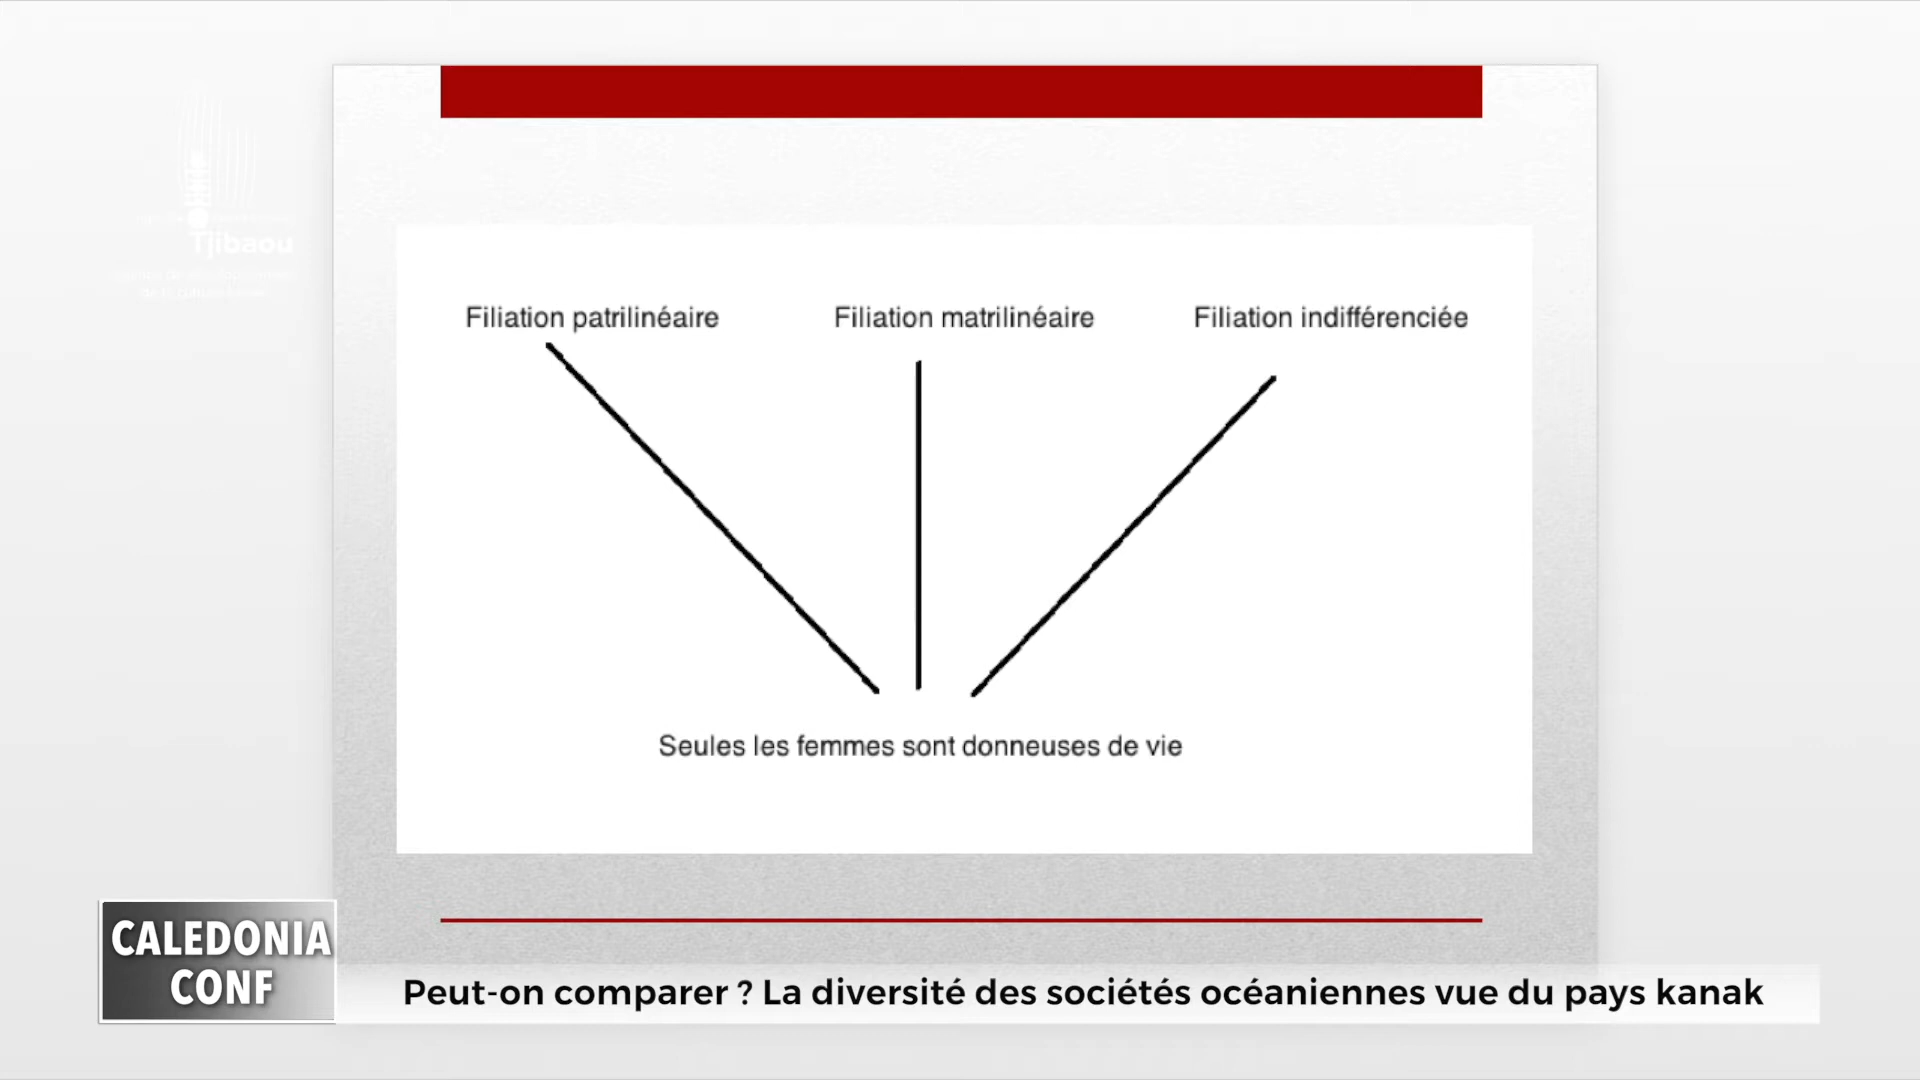 Tjibaou
Filiation patrilinéaire
Filiation matrilinéaire
Filiation indifférenciée
Seules les femmes sont donneuses de vie
CALEDONIA
CONF
Peut-on comparer ? La diversité des sociétés océaniennes vue du pays kanak